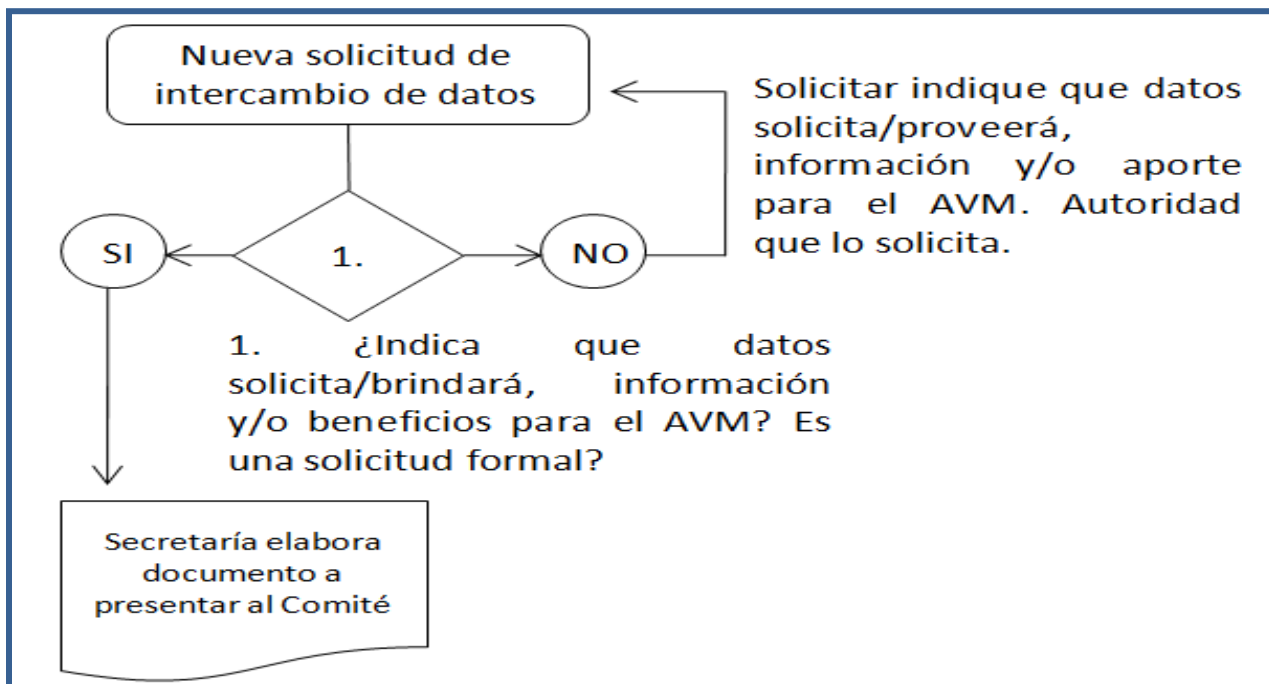 Nueva solicitud de
intercambio de datos
Solicitar indique que datos
solicita/proveerá,
información y/o aporte
para el AVM. Autoridad
que lo solicita.
SI
1.
NO
1. ¿Indica que datos
solicita/brindará, información
y/o beneficios para el AVM? Es
una solicitud formal?
Secretaría elabora
documento a
presentar al Comité